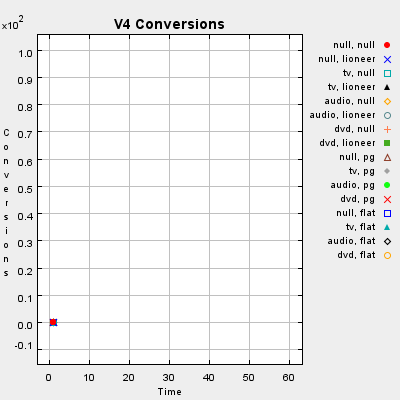 V4 Conversions
x10^2
1.0
0.9
0.8
0.7
0.6
0.5
0.4
0.3
0.2
0.1
0.0
-0.1
Conversions
0 10 20 30 40 50 60
Time
null, null
null, lioneer
tv, null
tv, lioneer
audio, null
audio, lioneer
dvd, null
dvd, lioneer
null, pg
tv, pg
audio, pg
dvd, pg
null, flat
tv, flat
audio, flat
dvd, flat